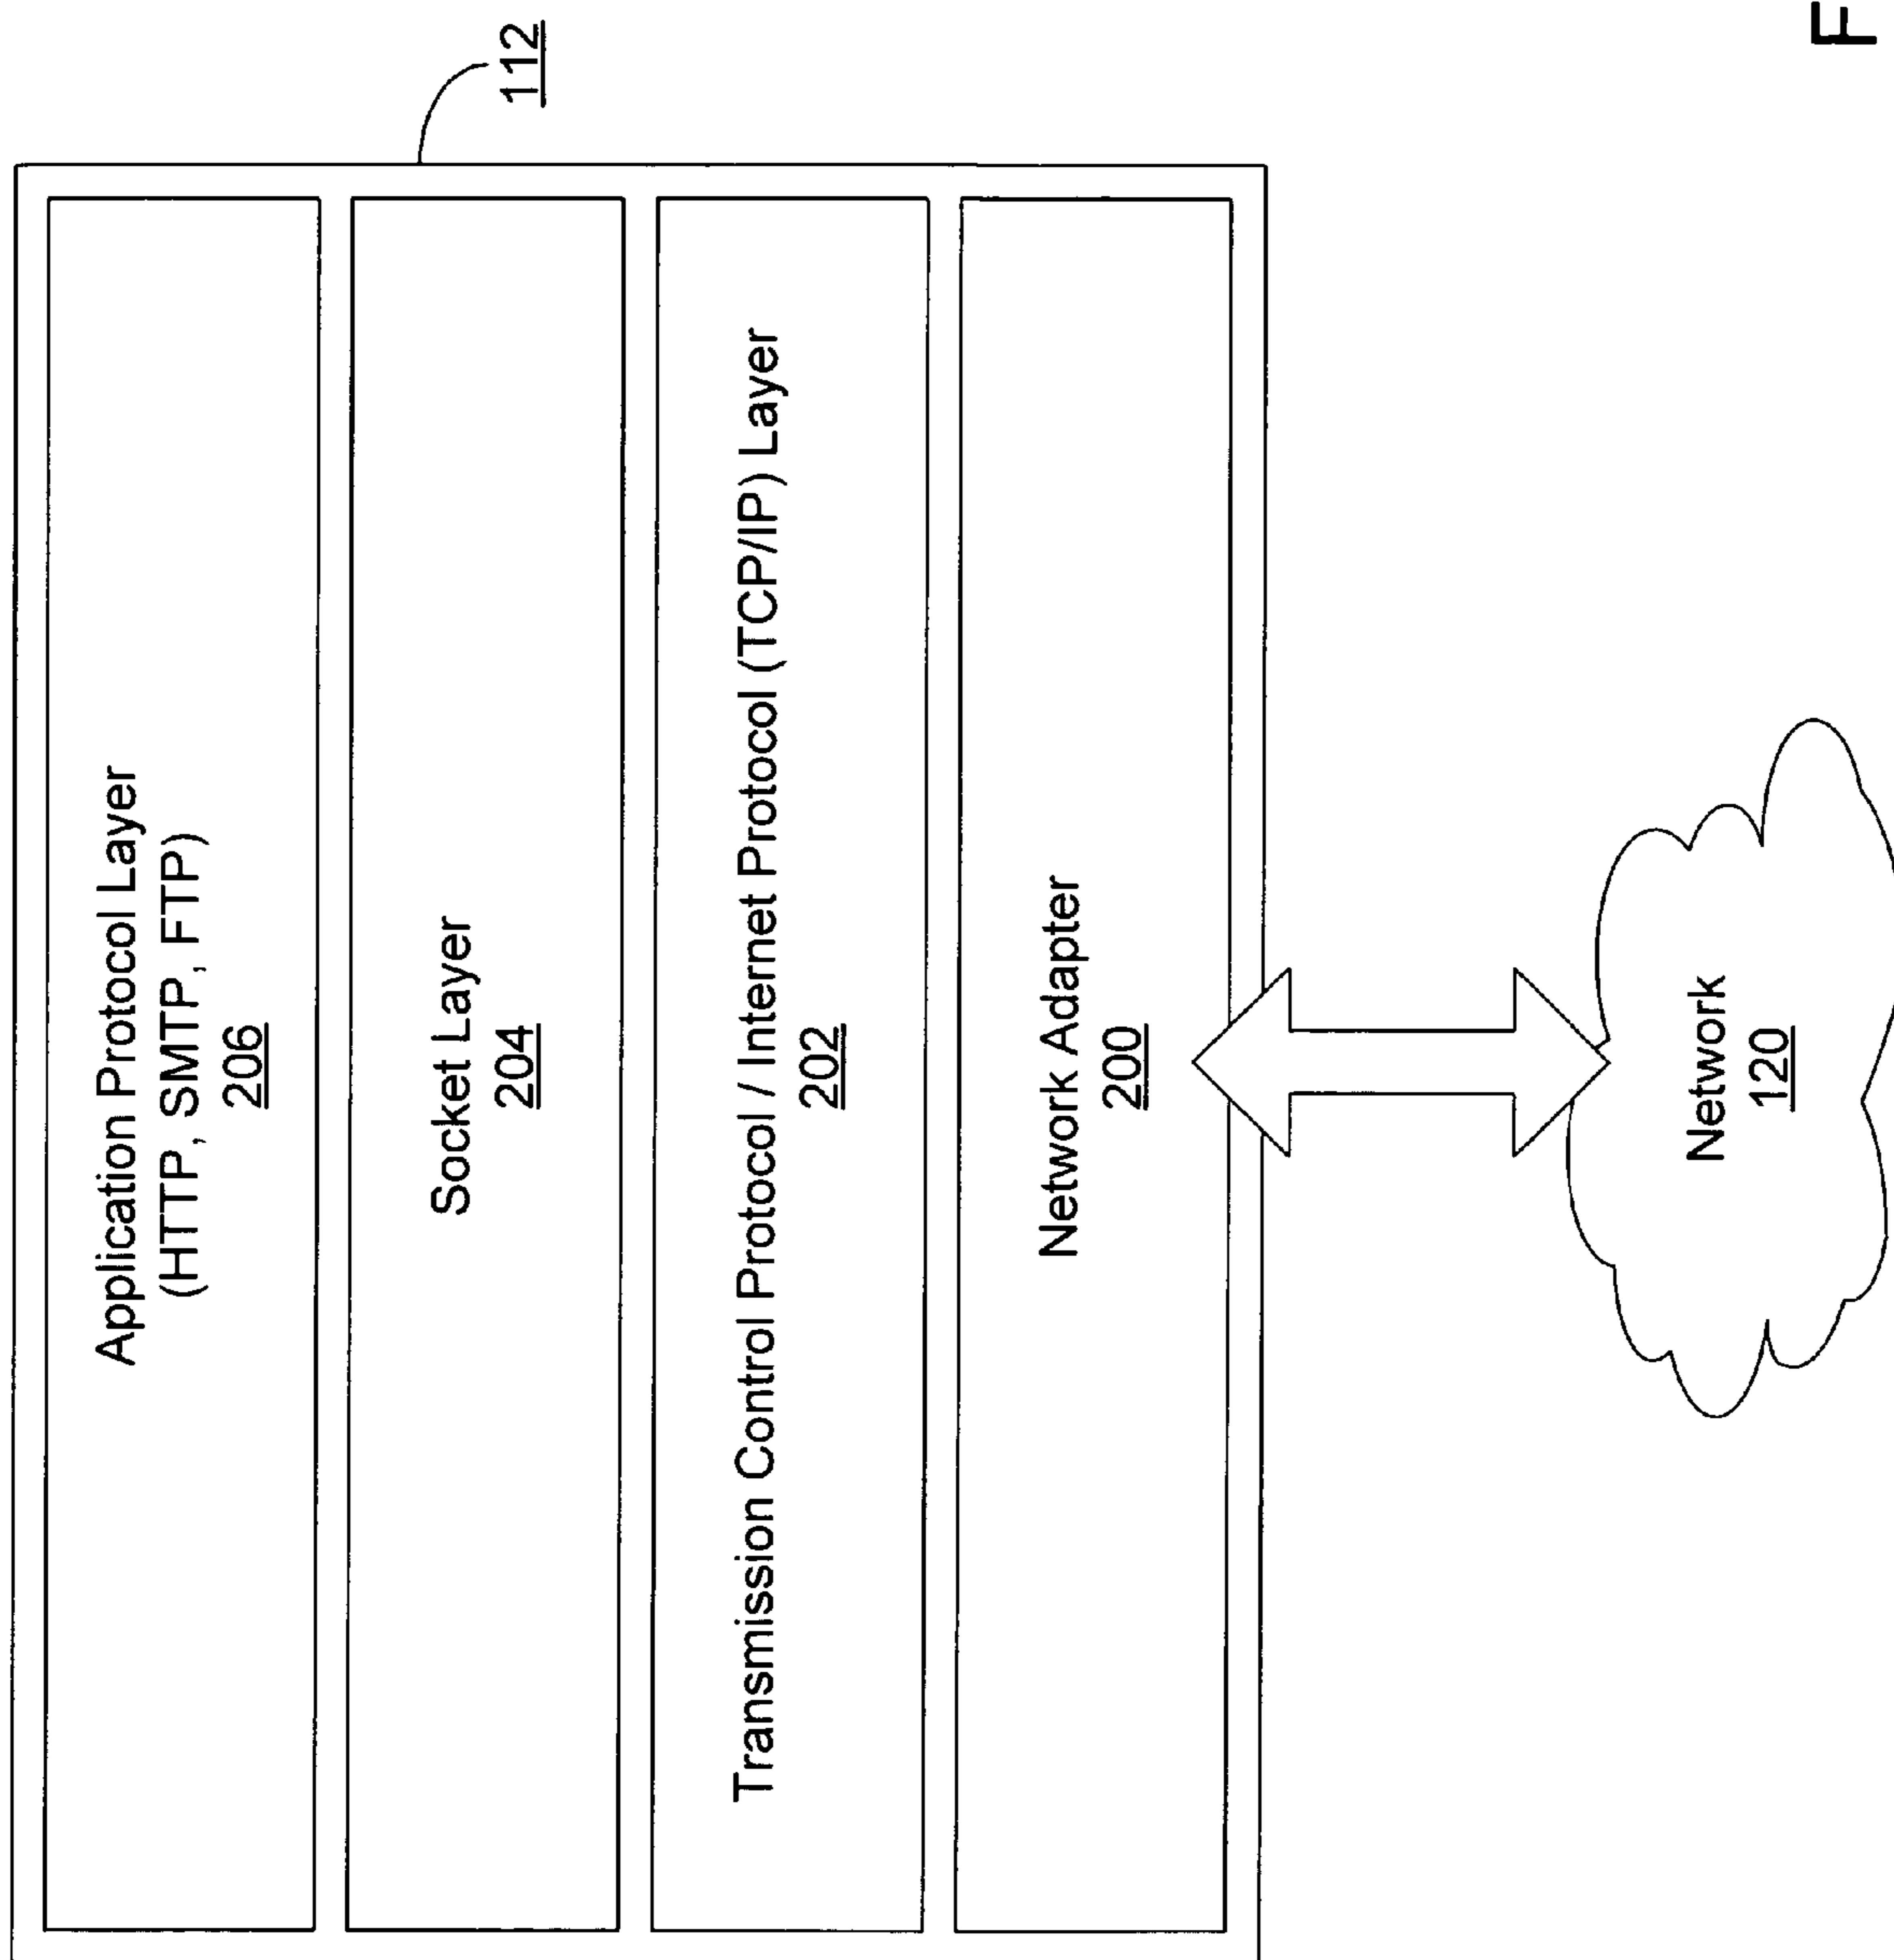 112
Application Protocol Layer
(HTTP, SMTP, FTP)
206
Socket Layer
204
Transmission Control Protocol / Internet Protocol (TCP/IP) Layer
202
Network Adapter
200
Network
120
F